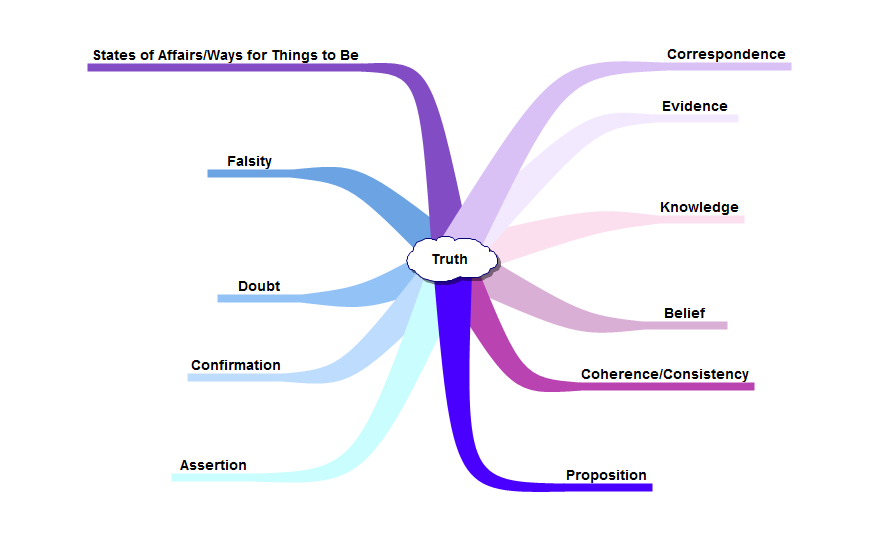 States of Affairs/Ways for Things to Be
Correspondence
Evidence
Falsity
Knowledge
Truth
Doubt
Belief
Confirmation
Coherence/Consistency
Assertion
Proposition